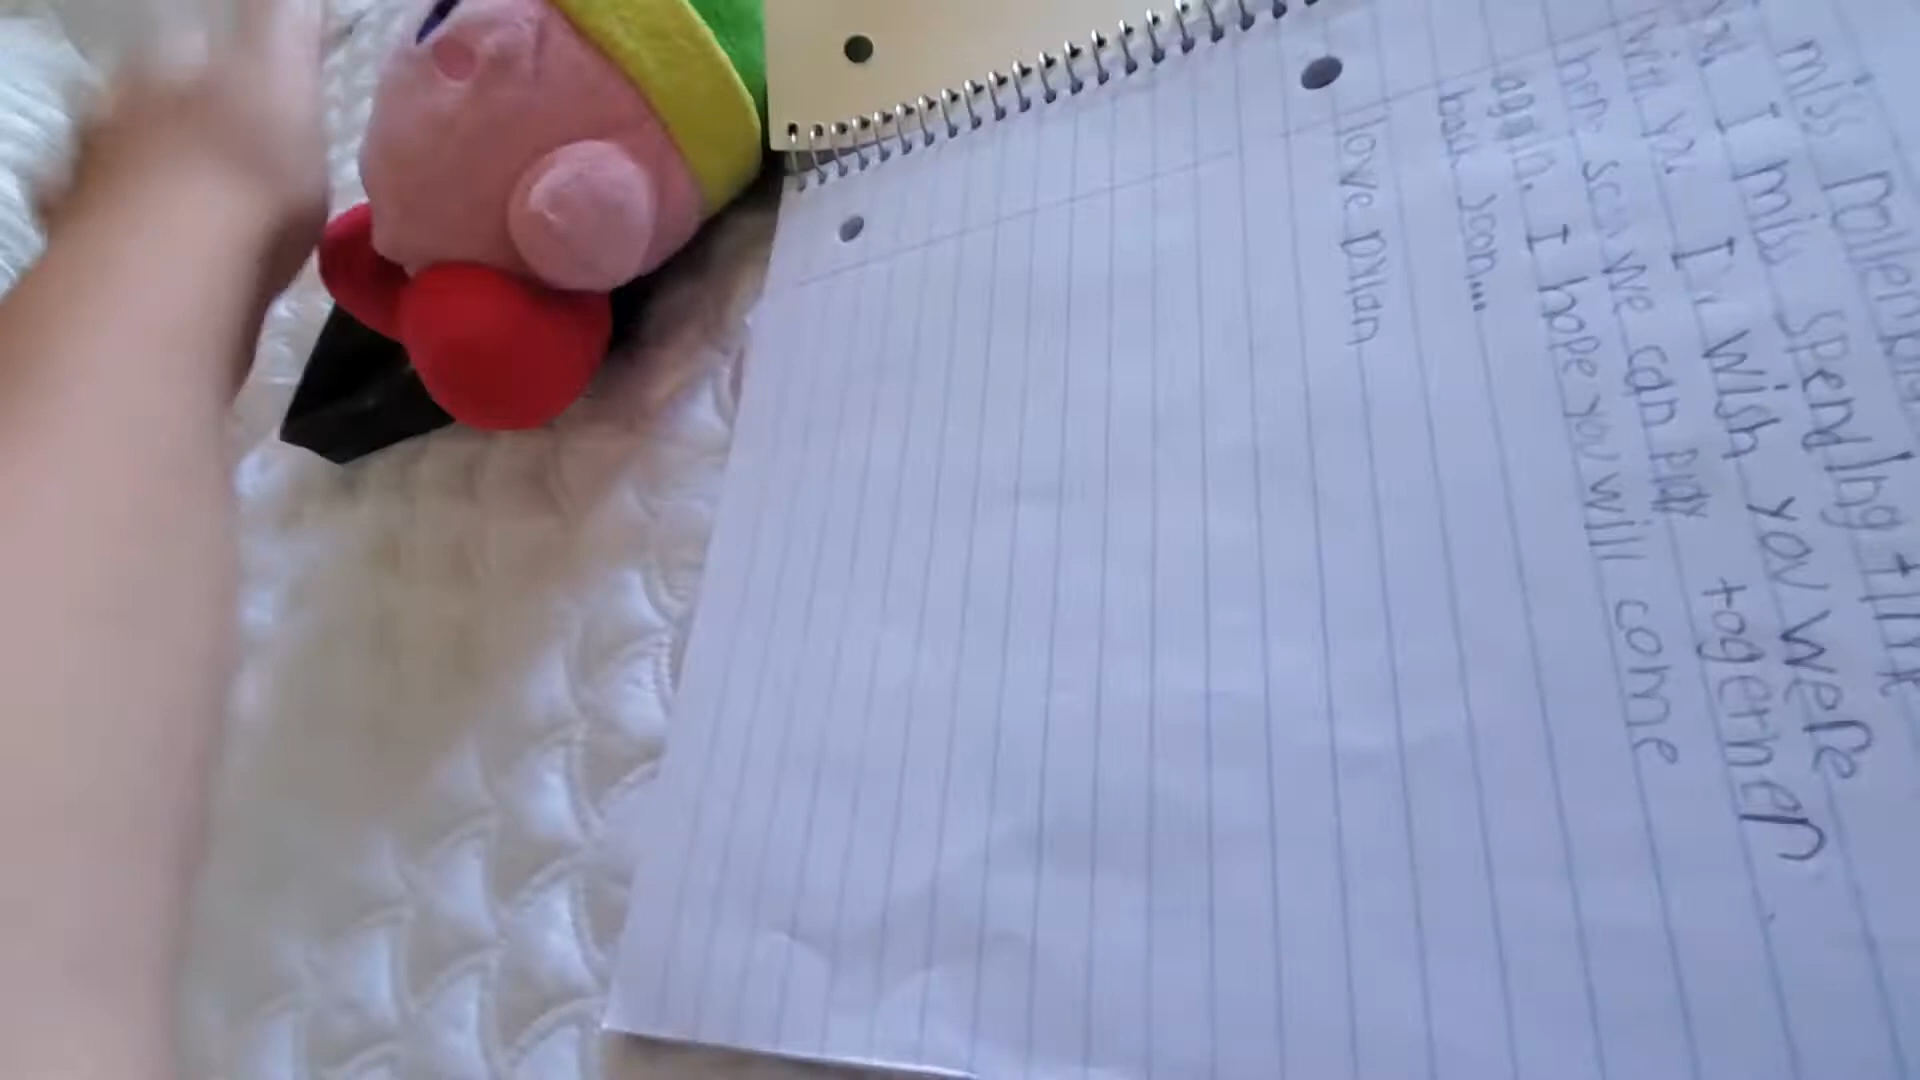 miss
I miss spending time
with you I wish you were
here so we can play together
again. I hope you will come
back soon...
love Dylan